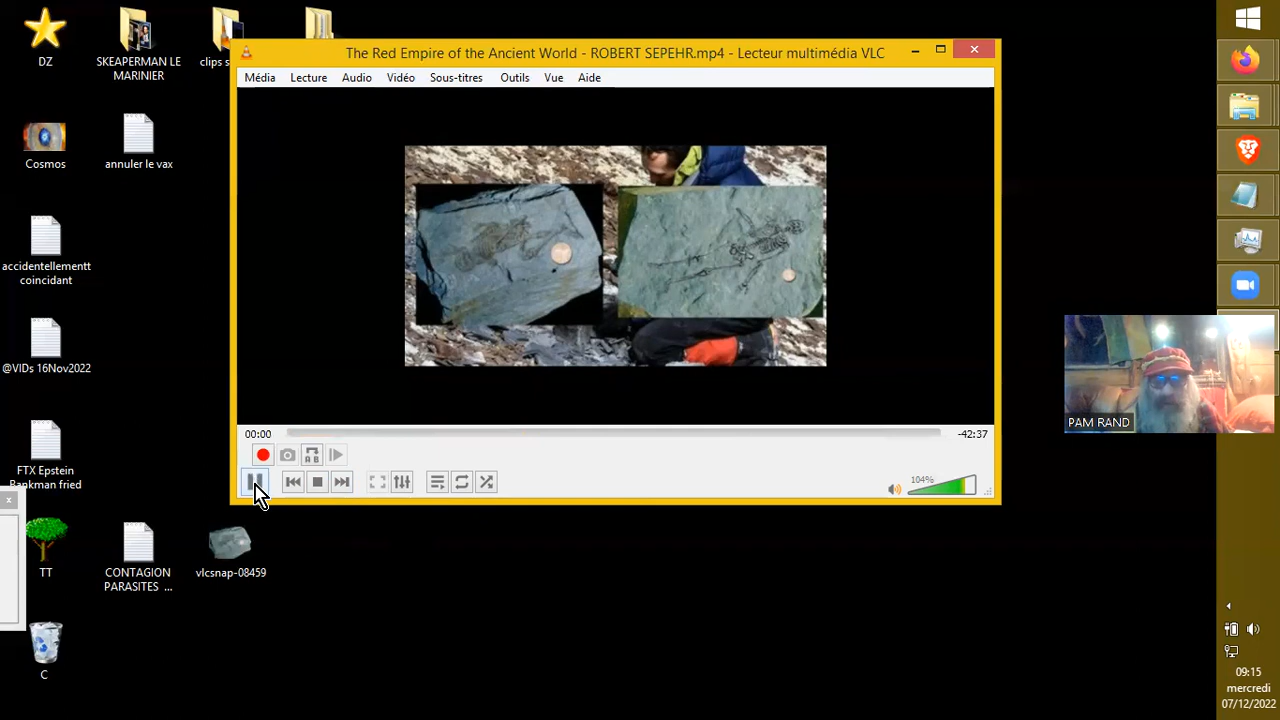 DZ
SKEAPERMAN LE
MARINIER
clips s
The Red Empire of the Ancient World - ROBERT SEPEHR.mp4 - Lecteur multimédia VLC
Média Lecture Audio Vidéo Sous-titres Outils Vue Aide
Cosmos
annuler le vax
accidentellementt
coincidant
@VIDs 16Nov2022
PAM RAND
00:00
-42:37
104%
FTX Epstein
Bankman fried
x
TT
CONTAGION
PARASITES ...
vlcsnap-08459
C
09:15
mercredi
07/12/2022